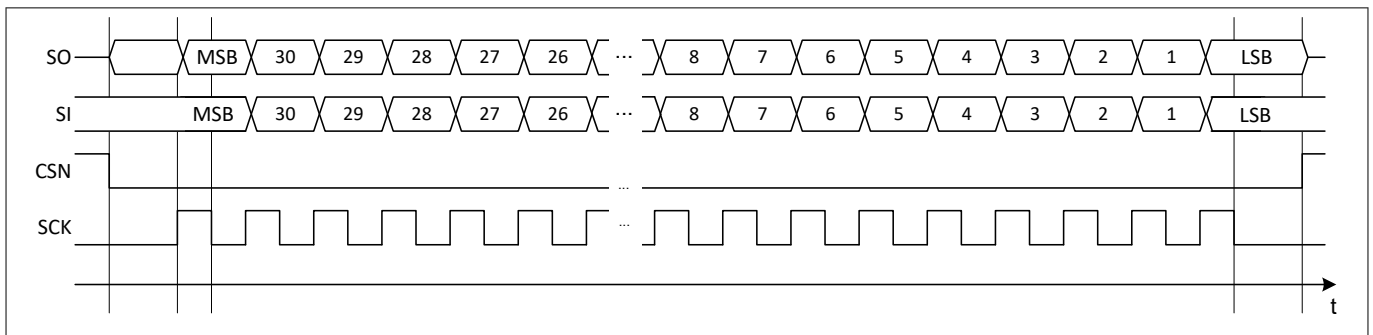 SO MSB 30 29 28 27 26 ... 8 7 6 5 4 3 2 1 LSB
SI MSB 30 29 28 27 26 ... 8 7 6 5 4 3 2 1 LSB
CSN ...
SCK ...
t